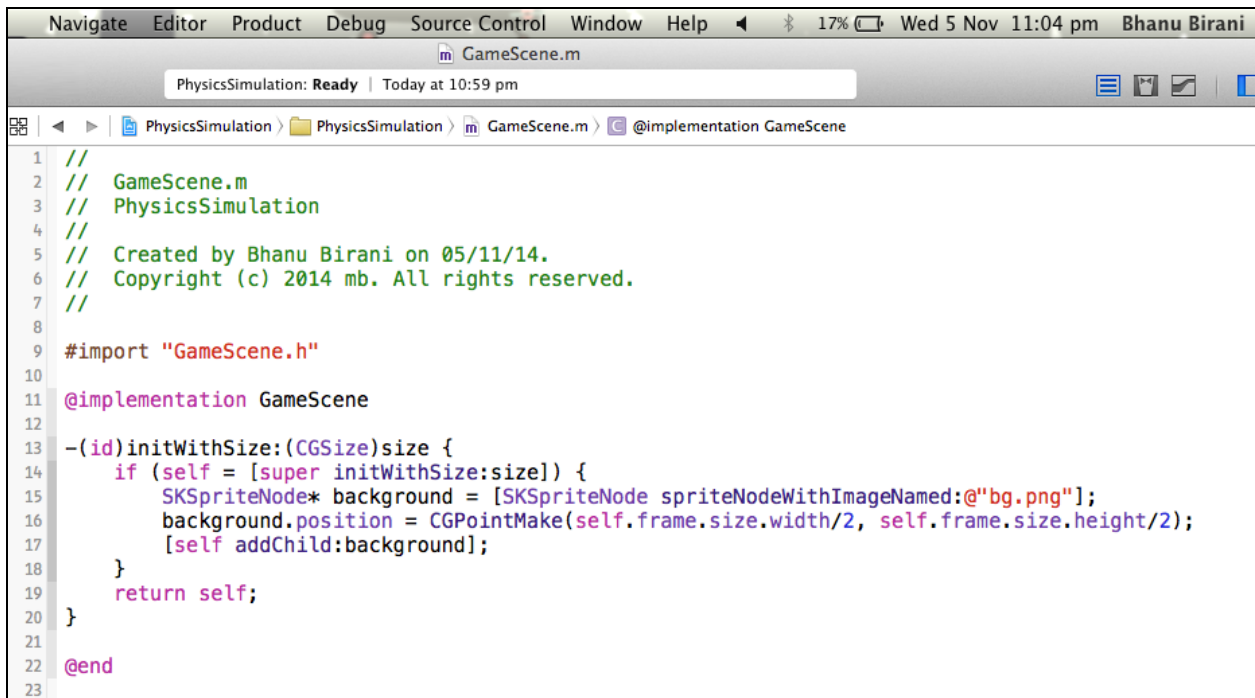 Navigate Editor Product Debug Source Control Window Help 17% Wed 5 Nov 11:04 pm Bhanu Birani
m GameScene.m
PhysicsSimulation: Ready | Today at 10:59 pm
PhysicsSimulation 〉 PhysicsSimulation 〉 m GameScene.m 〉 C @implementation GameScene
1 //
2 //  GameScene.m
3 //  PhysicsSimulation
4 //
5 //  Created by Bhanu Birani on 05/11/14.
6 //  Copyright (c) 2014 mb. All rights reserved.
7 //
8
9 #import "GameScene.h"
10
11 @implementation GameScene
12
13 -(id)initWithSize:(CGSize)size {
14     if (self = [super initWithSize:size]) {
15         SKSpriteNode* background = [SKSpriteNode spriteNodeWithImageNamed:@"bg.png"];
16         background.position = CGPointMake(self.frame.size.width/2, self.frame.size.height/2);
17         [self addChild:background];
18     }
19     return self;
20 }
21
22 @end
23